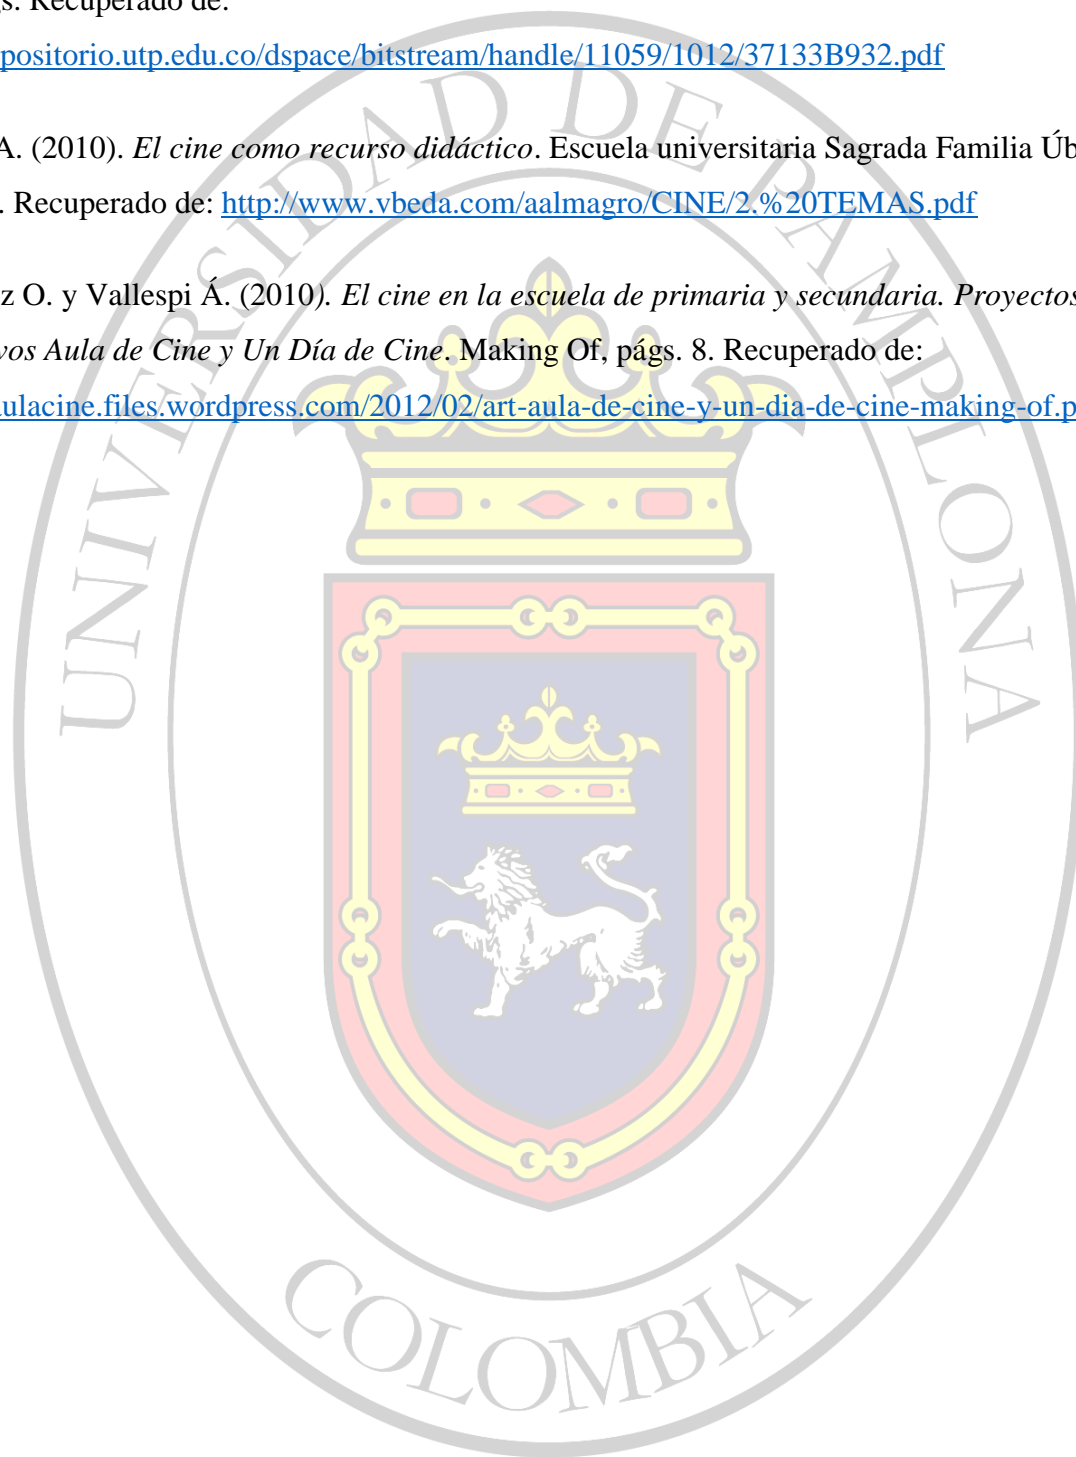 gs. Recuperado de:
positorio.utp.edu.co/dspace/bitstream/handle/11059/1012/37133B932.pdf
A. (2010). El cine como recurso didáctico. Escuela universitaria Sagrada Familia Úb
. Recuperado de: http://www.vbeda.com/aalmagro/CINE/2.%20TEMAS.pdf
z O. y Vallespi Á. (2010). El cine en la escuela de primaria y secundaria. Proyectos
vos Aula de Cine y Un Día de Cine. Making Of, págs. 8. Recuperado de:
ulacine.files.wordpress.com/2012/02/art-aula-de-cine-y-un-dia-de-cine-making-of.p
UNIVERSIDAD DE PAMPLONA
COLOMBIA